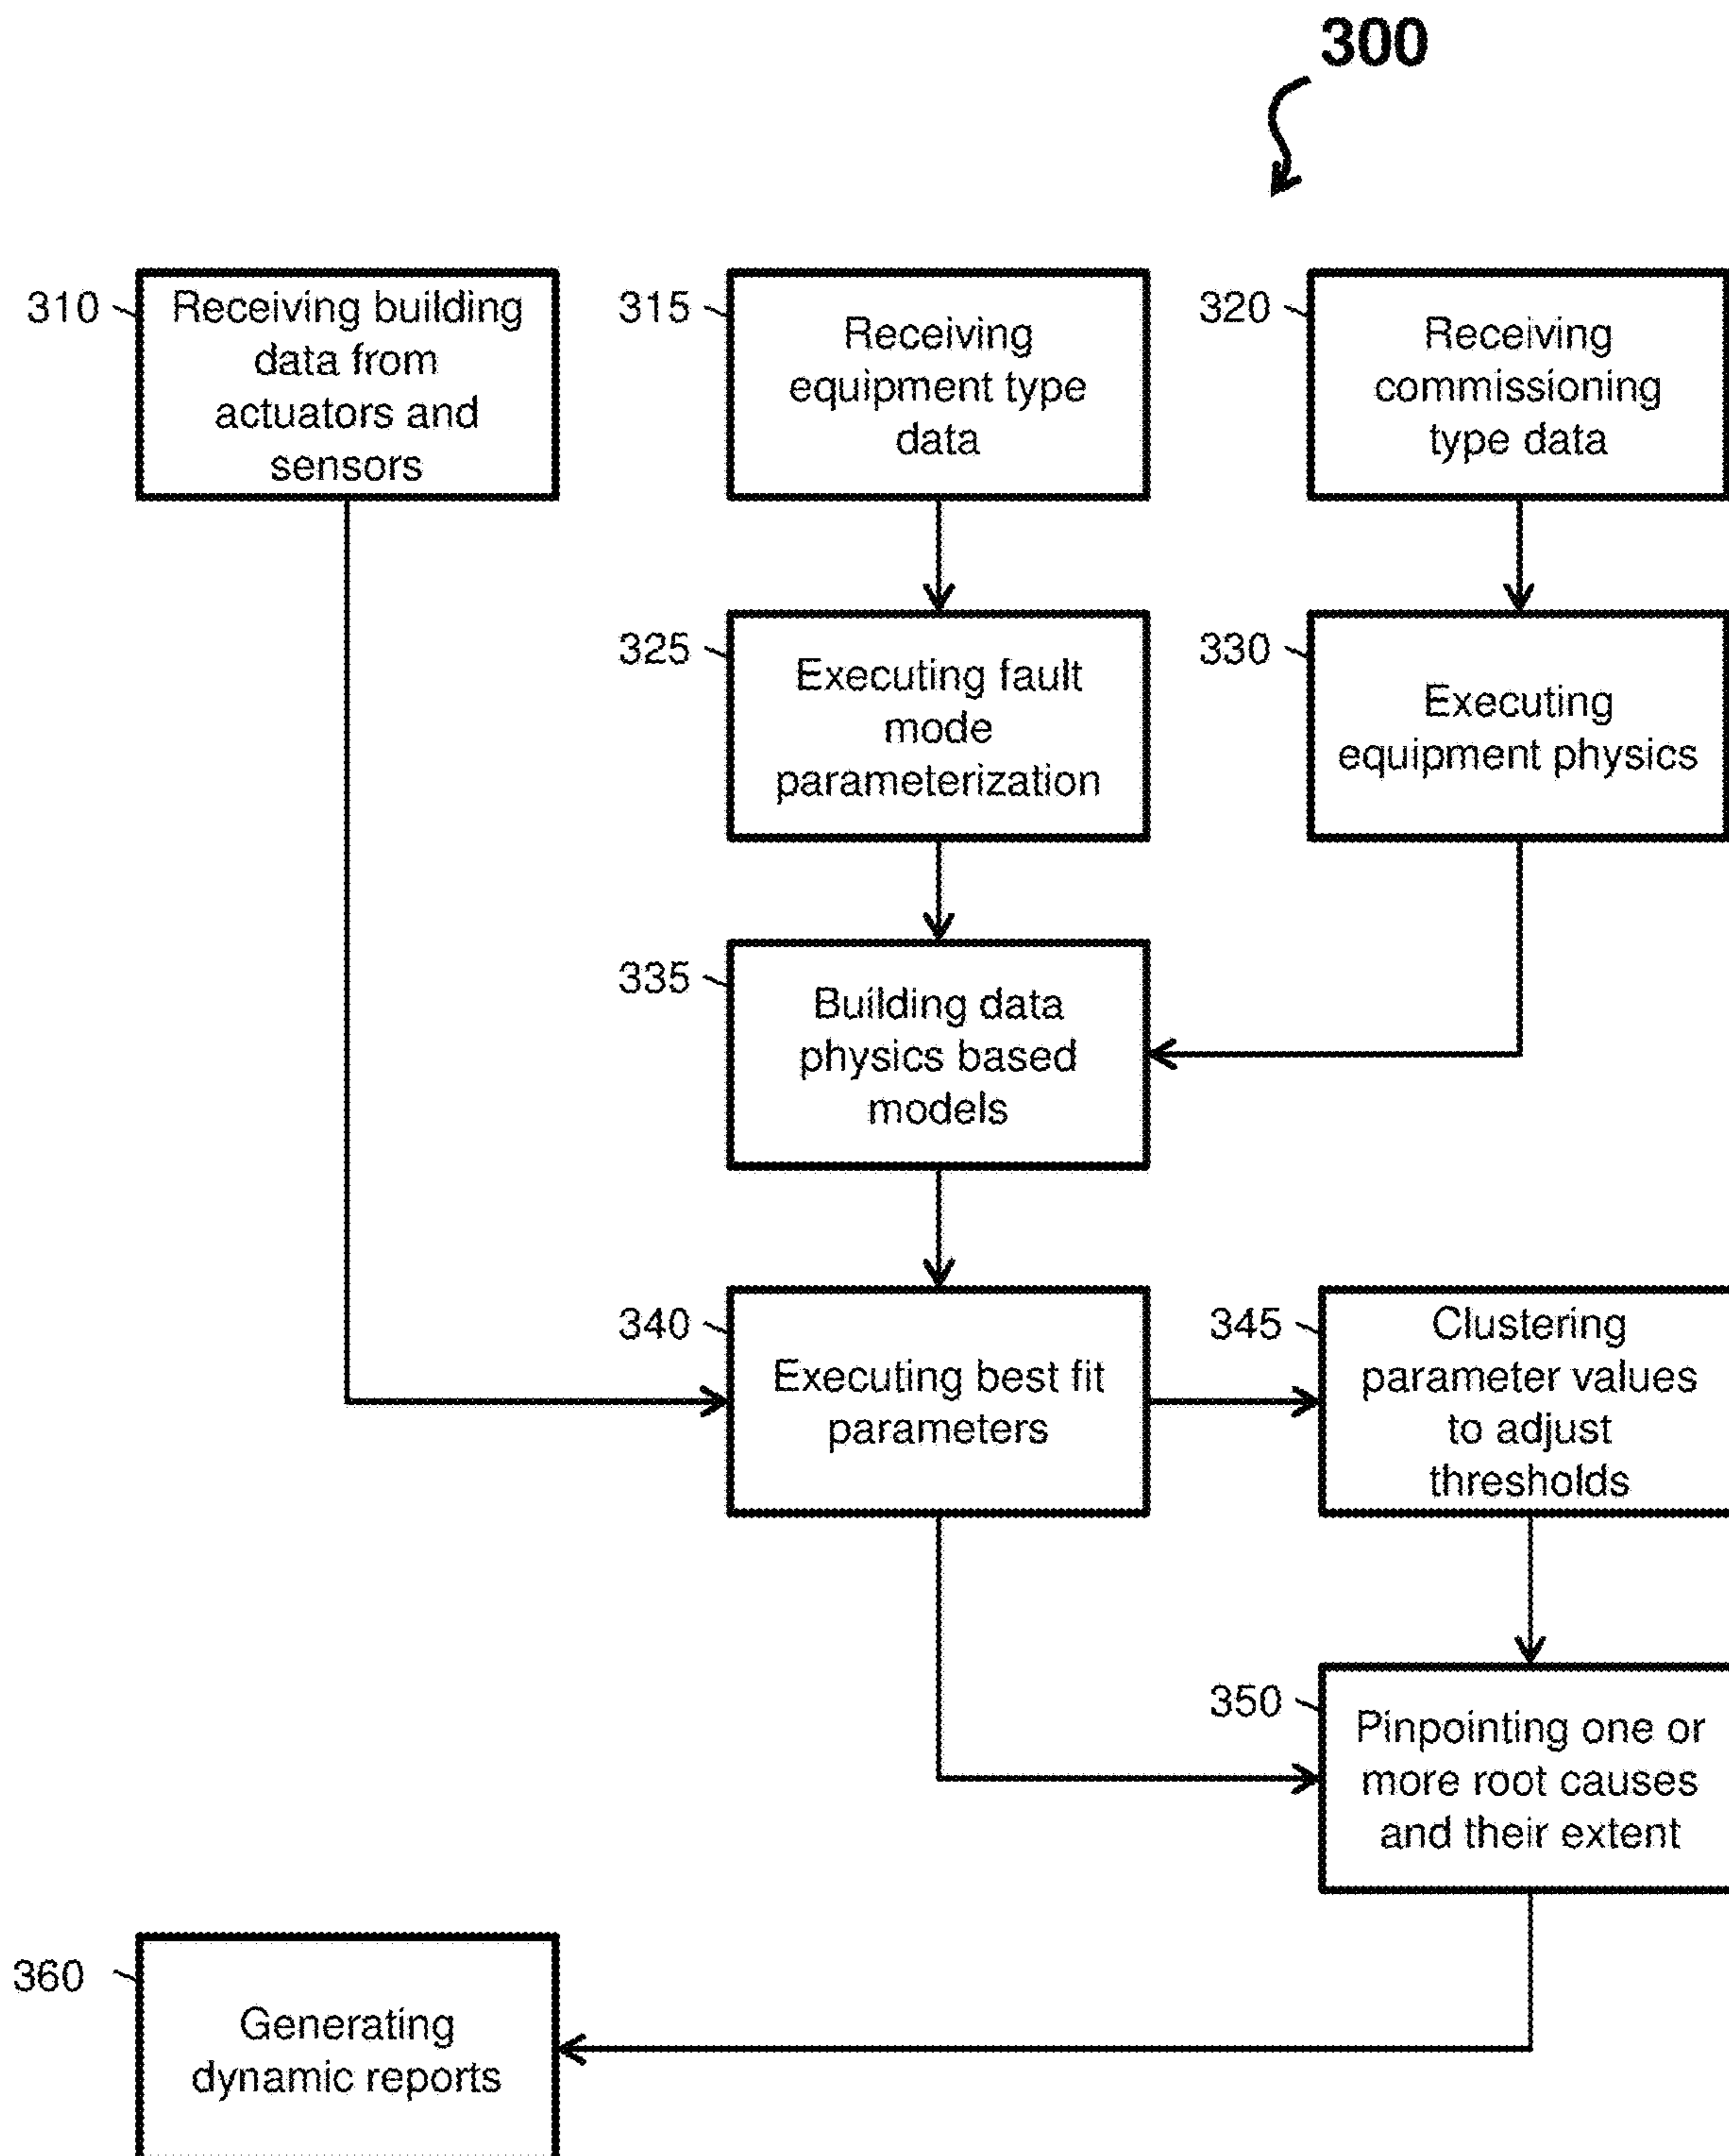 300
310
Receiving building
data from
actuators and
sensors
315
Receiving
equipment type
data
320
Receiving
commissioning
type data
325
Executing fault
mode
parameterization
330
Executing
equipment physics
335
Building data
physics based
models
340
Executing best fit
parameters
345
Clustering
parameter values
to adjust
thresholds
350
Pinpointing one or
more root causes
and their extent
360
Generating
dynamic reports